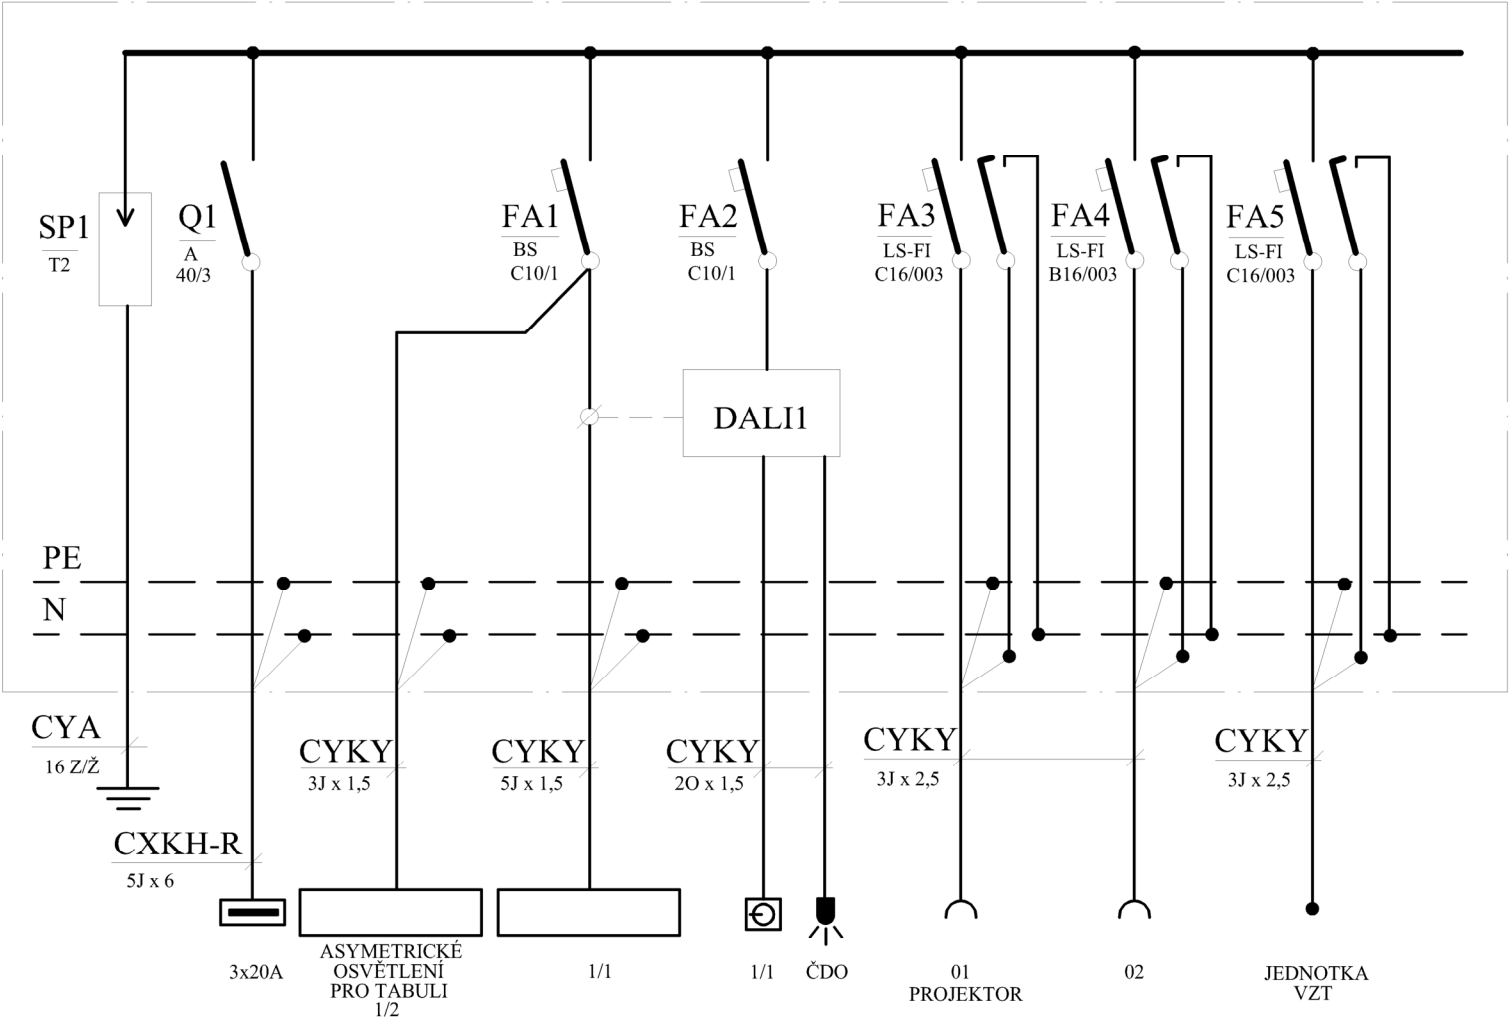 SP1
T2
Q1
A
40/3
FA1
BS
C10/1
FA2
BS
C10/1
FA3
LS-FI
C16/003
FA4
LS-FI
B16/003
FA5
LS-FI
C16/003
DALI1
PE
N
CYA
16 Z/Ž
CXKH-R
5J x 6
CYKY
3J x 1,5
CYKY
5J x 1,5
CYKY
2O x 1,5
CYKY
3J x 2,5
CYKY
3J x 2,5
3x20A
ASYMETRICKÉ
OSVĚTLENÍ
PRO TABULI
1/2
1/1
1/1
ČDO
01
PROJEKTOR
02
JEDNOTKA
VZT